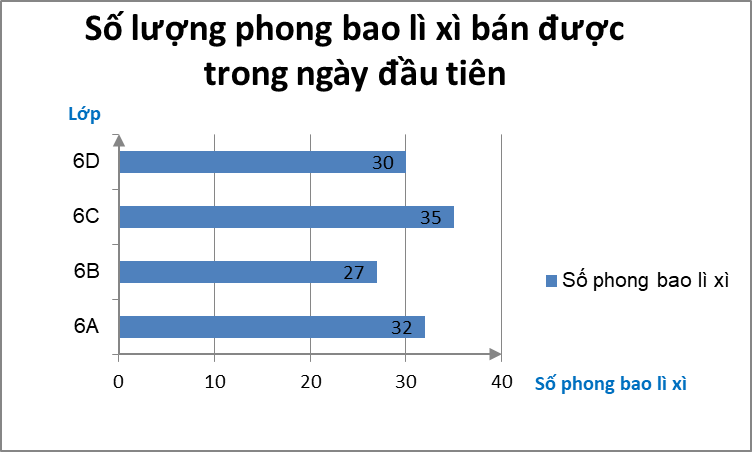 Số lượng phong bao lì xì bán được
trong ngày đầu tiên
Lớp
6D
30
6C
35
6B
27
Số phong bao lì xì
6A
32
0 10 20 30 40
Số phong bao lì xì